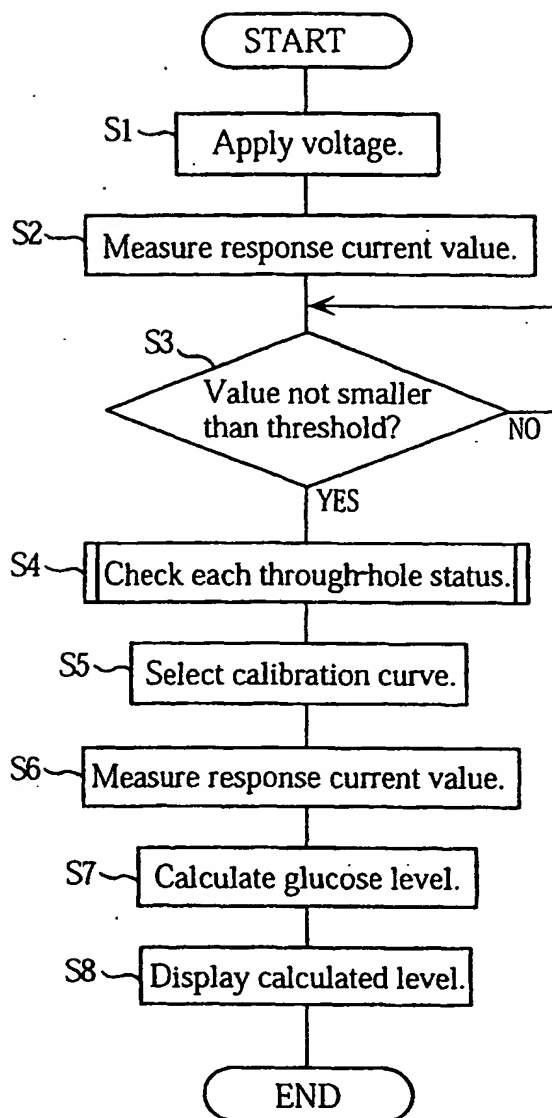 START
S1
Apply voltage.
S2
Measure response current value.
S3
Value not smaller
than threshold?
NO
YES
S4
Check each through-hole status.
S5
Select calibration curve.
S6
Measure response current value.
S7
Calculate glucose level.
S8
Display calculated level.
END